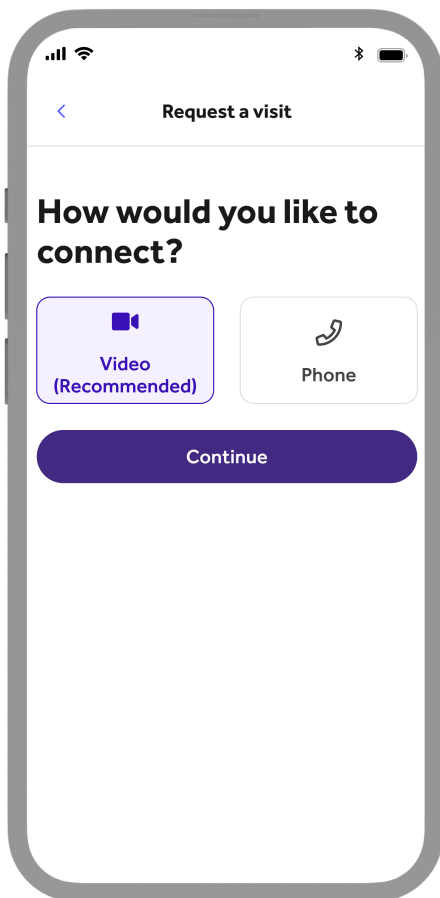 Request a visit
How would you like to
connect?
Video
(Recommended)
Phone
Continue